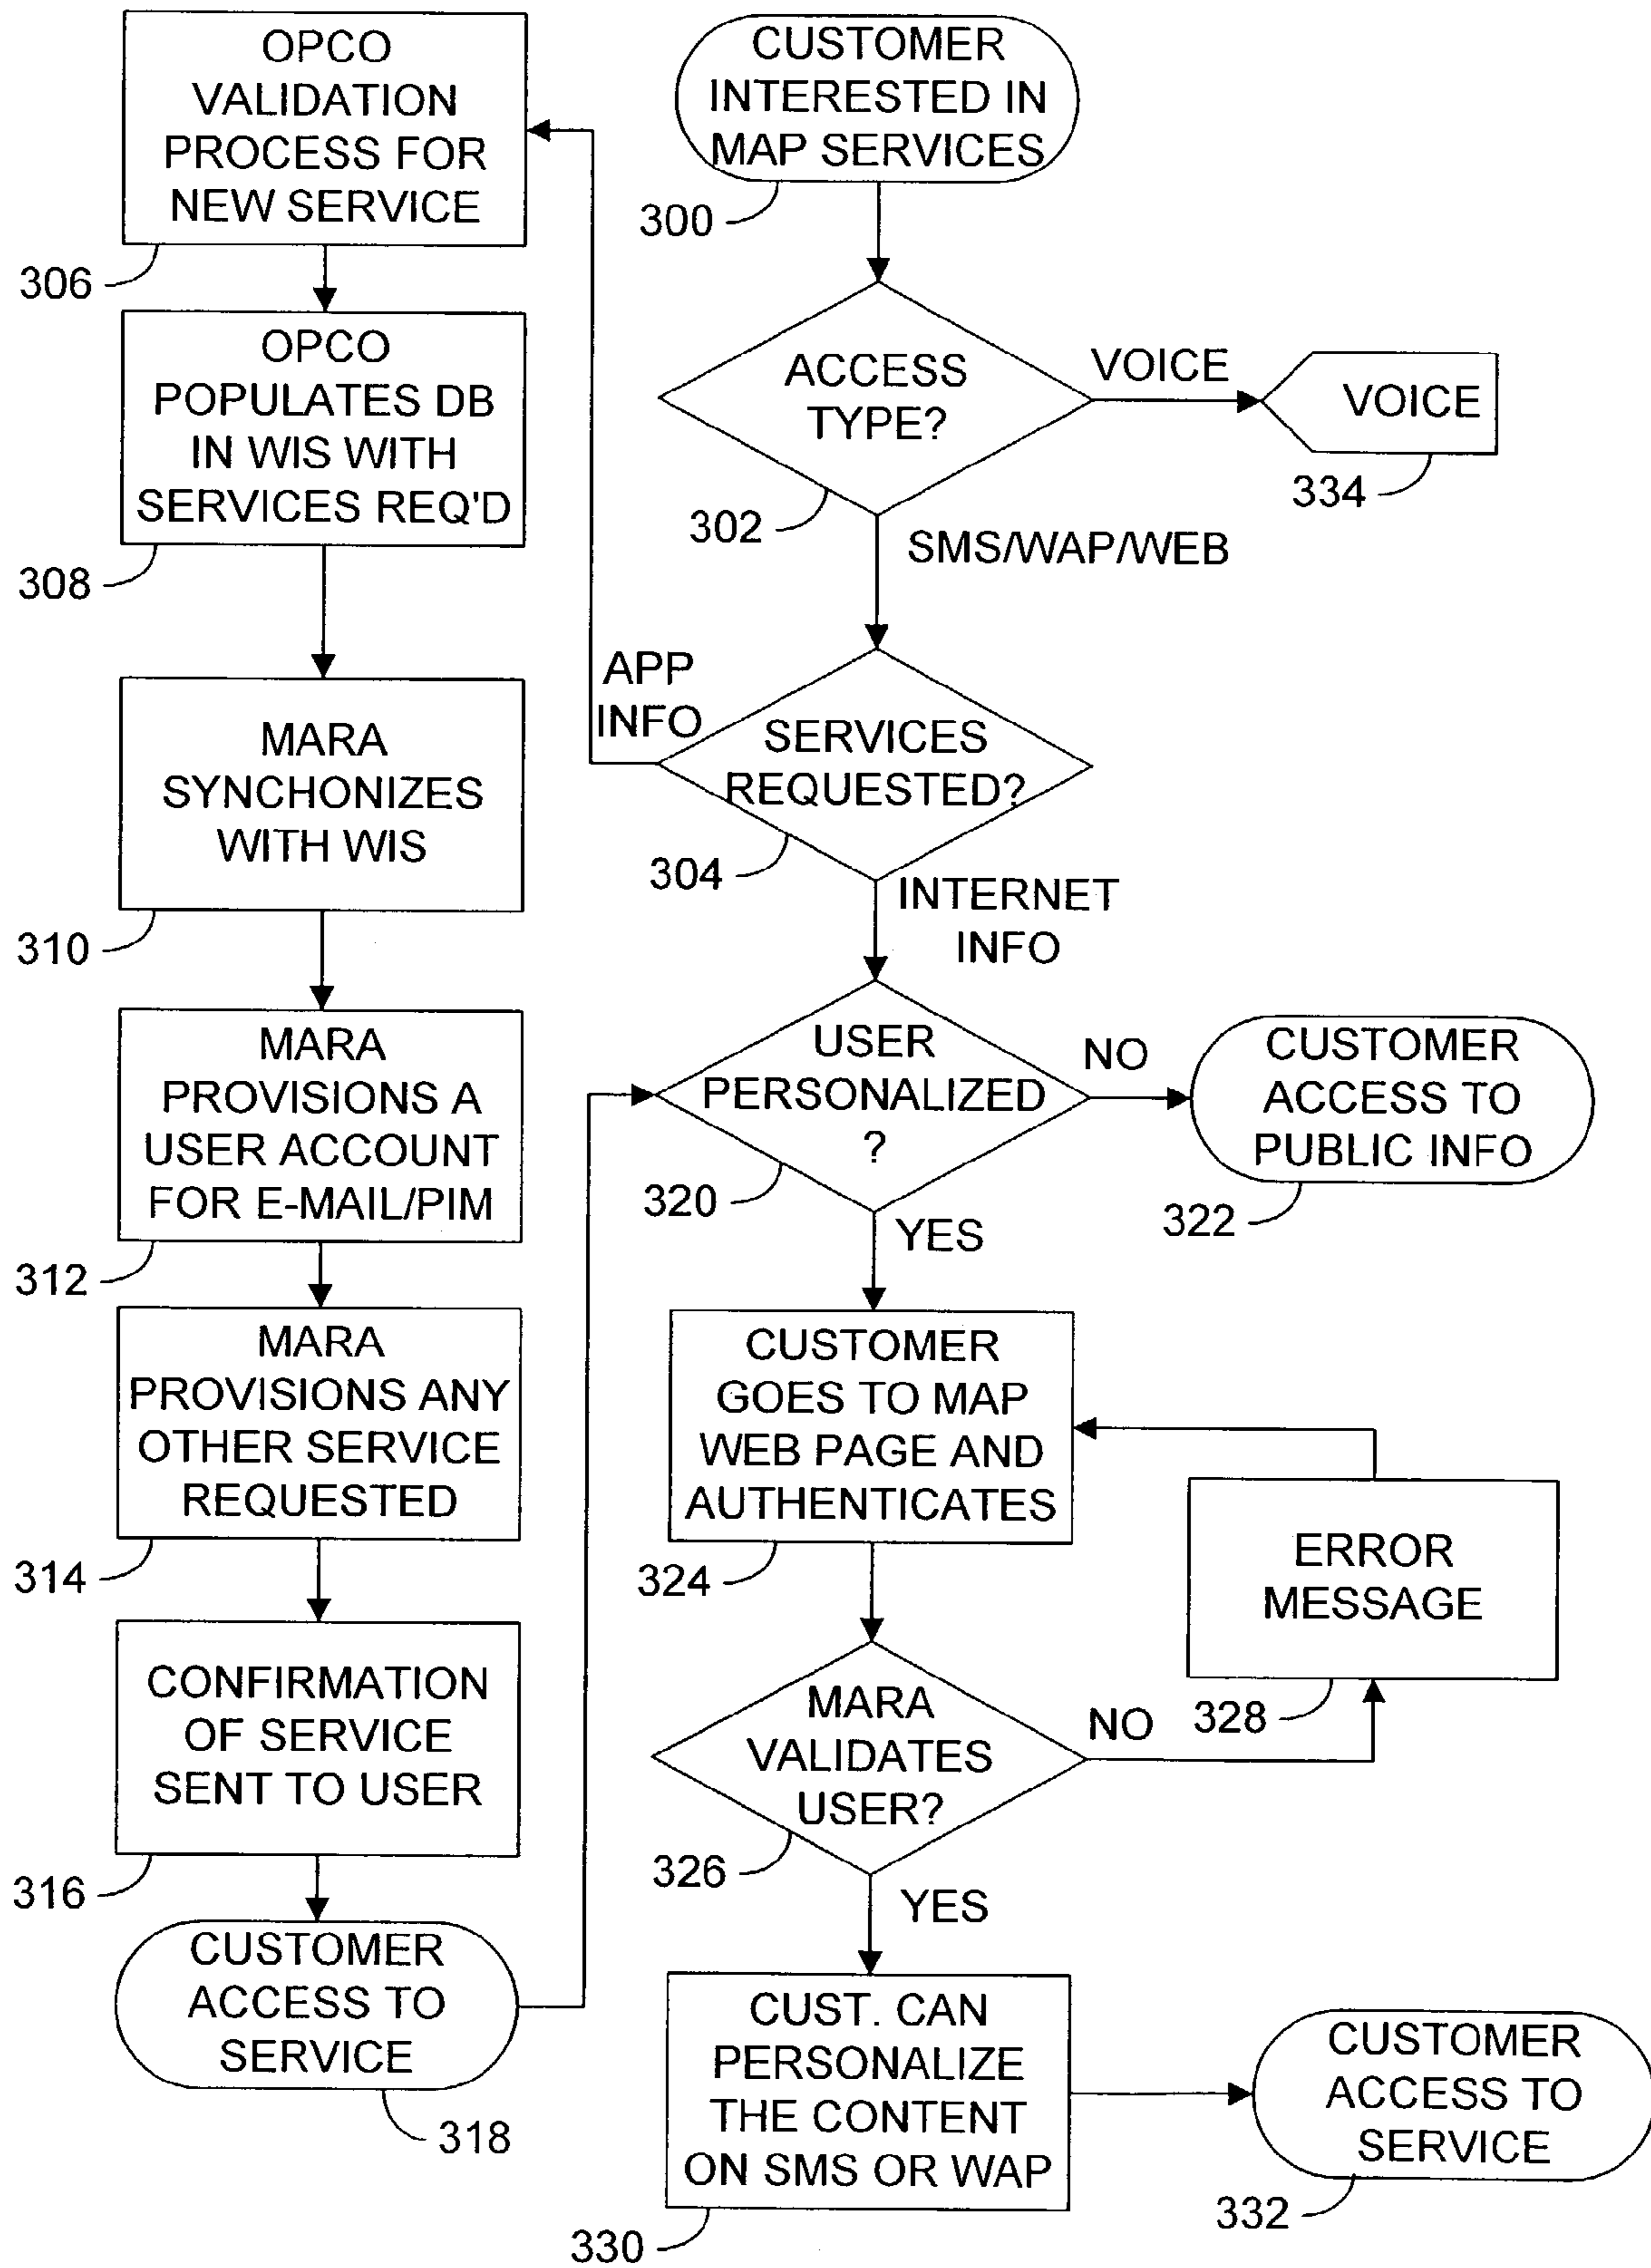 OPCO
VALIDATION
PROCESS FOR
NEW SERVICE
306
OPCO
POPULATES DB
IN WIS WITH
SERVICES REQ'D
308
MARA
SYNCHONIZES
WITH WIS
310
MARA
PROVISIONS A
USER ACCOUNT
FOR E-MAIL/PIM
312
MARA
PROVISIONS ANY
OTHER SERVICE
REQUESTED
314
CONFIRMATION
OF SERVICE
SENT TO USER
316
CUSTOMER
ACCESS TO
SERVICE
318
CUSTOMER
INTERESTED IN
MAP SERVICES
300
ACCESS
TYPE?
302
VOICE
VOICE
334
SMS/WAP/WEB
APP
INFO
SERVICES
REQUESTED?
304
INTERNET
INFO
USER
PERSONALIZED
?
320
NO
CUSTOMER
ACCESS TO
PUBLIC INFO
322
YES
CUSTOMER
GOES TO MAP
WEB PAGE AND
AUTHENTICATES
324
ERROR
MESSAGE
328
MARA
VALIDATES
USER?
326
NO
YES
CUST. CAN
PERSONALIZE
THE CONTENT
ON SMS OR WAP
330
CUSTOMER
ACCESS TO
SERVICE
332